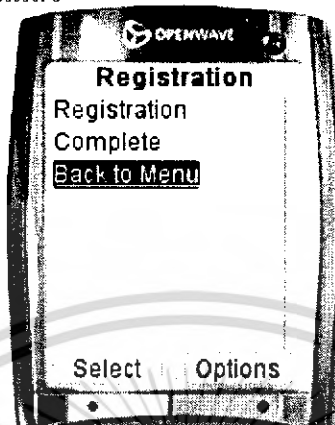 OPENWAVE
Registration
Registration
Complete
Back to Menu
Select Options